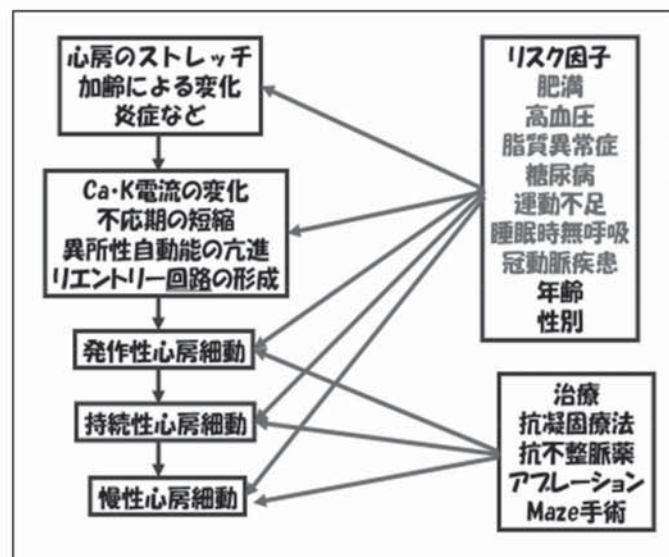 心房のストレッチ
加齢による変化
炎症など
Ca・K電流の変化
不応期の短縮
異所性自動能の亢進
リエントリー回路の形成
発作性心房細動
持続性心房細動
慢性心房細動
リスク因子
肥満
高血圧
脂質異常症
糖尿病
運動不足
睡眠時無呼吸
冠動脈疾患
年齢
性別
治療
抗凝固療法
抗不整脈薬
アブレーション
Maze手術